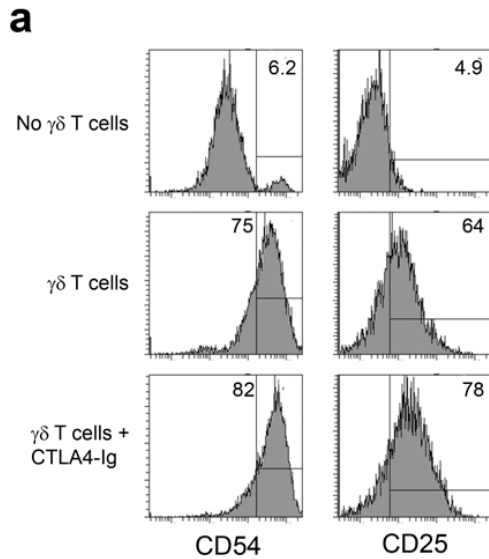 a
No γδ T cells
6.2
4.9
γδ T cells
75
64
γδ T cells +
CTLA4-Ig
82
78
CD54
CD25